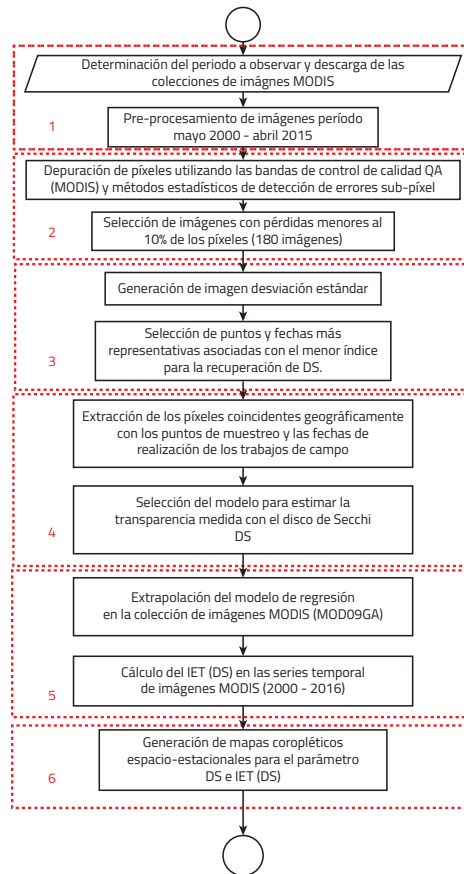 Determinación del periodo a observar y descarga de las
colecciones de imágnes MODIS
1
Pre-procesamiento de imágenes período
mayo 2000 - abril 2015
Depuración de píxeles utilizando las bandas de control de calidad QA
(MODIS) y métodos estadísticos de detección de errores sub-píxel
2
Selección de imágenes con pérdidas menores al
10% de los píxeles (180 imágenes)
Generación de imagen desviación estándar
3
Selección de puntos y fechas más
representativas asociadas con el menor índice
para la recuperación de DS.
Extracción de los píxeles coincidentes geográficamente
con los puntos de muestreo y las fechas de
realización de los trabajos de campo
4
Selección del modelo para estimar la
transparencia medida con el disco de Secchi
DS
Extrapolación del modelo de regresión
en la colección de imágenes MODIS (MOD09GA)
5
Cálculo del IET (DS) en las series temporal
de imágenes MODIS (2000 - 2016)
6
Generación de mapas coropléticos
espacio-estacionales para el parámetro
DS e IET (DS)